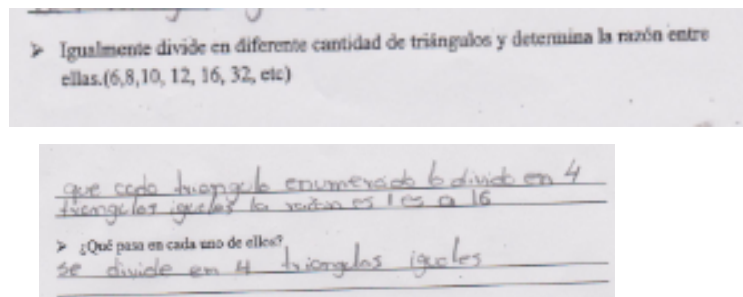 ➢ Igualmente divide en diferente cantidad de triángulos y determina la razón entre
ellas.(6,8,10, 12, 16, 32, etc)
que cada triangulo enumerado lo divido en 4
triangulos iguales la razon es 1 es a 16
➢ ¿Qué pasa en cada uno de ellos?
se divide em 4 triangulos iguales